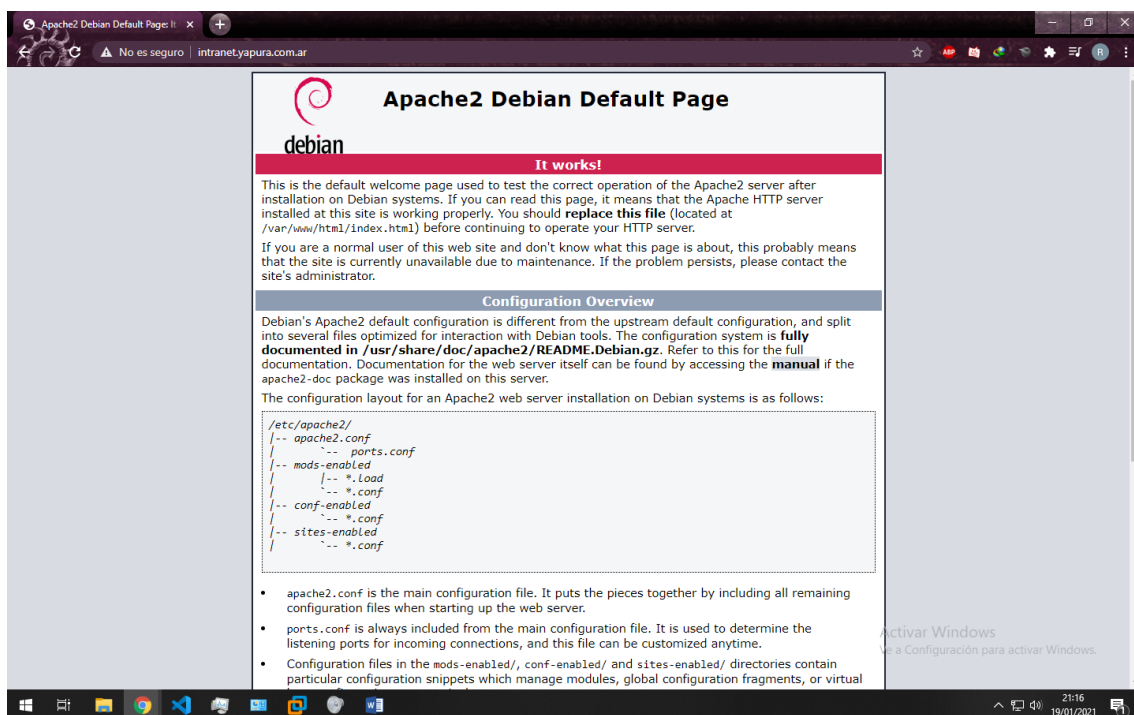 Apache2 Debian Default Page: It
No es seguro | intranet.yapura.com.ar
ABP
R
debian
Apache2 Debian Default Page
It works!
This is the default welcome page used to test the correct operation of the Apache2 server after
installation on Debian systems. If you can read this page, it means that the Apache HTTP server
installed at this site is working properly. You should replace this file (located at
/var/www/html/index.html) before continuing to operate your HTTP server.
If you are a normal user of this web site and don't know what this page is about, this probably means
that the site is currently unavailable due to maintenance. If the problem persists, please contact the
site's administrator.
Configuration Overview
Debian's Apache2 default configuration is different from the upstream default configuration, and split
into several files optimized for interaction with Debian tools. The configuration system is fully
documented in /usr/share/doc/apache2/README.Debian.gz. Refer to this for the full
documentation. Documentation for the web server itself can be found by accessing the manual if the
apache2-doc package was installed on this server.
The configuration layout for an Apache2 web server installation on Debian systems is as follows:
/etc/apache2/
|-- apache2.conf
|       `--  ports.conf
|-- mods-enabled
|       |-- *.load
|       `-- *.conf
|-- conf-enabled
|       `-- *.conf
|-- sites-enabled
|       `-- *.conf
• apache2.conf is the main configuration file. It puts the pieces together by including all remaining
configuration files when starting up the web server.
• ports.conf is always included from the main configuration file. It is used to determine the
listening ports for incoming connections, and this file can be customized anytime.
• Configuration files in the mods-enabled/, conf-enabled/ and sites-enabled/ directories contain
particular configuration snippets which manage modules, global configuration fragments, or virtual
Activar Windows
Ve a Configuración para activar Windows.
21:16
19/01/2021